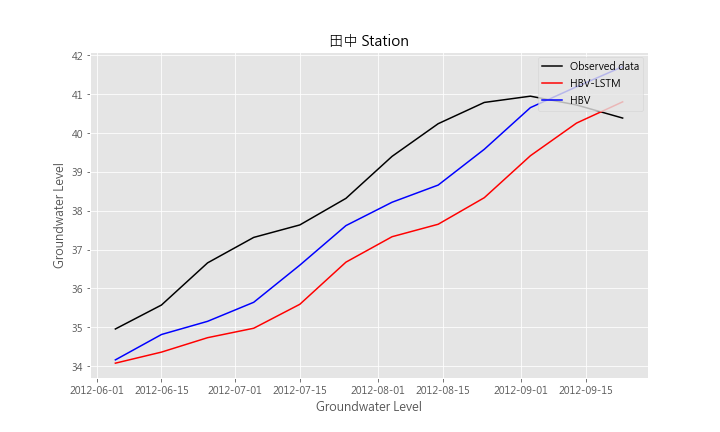 田中 Station
42
41
40
39
38
37
36
35
34
Groundwater Level
Observed data
HBV-LSTM
HBV
2012-06-01
2012-06-15
2012-07-01
2012-07-15
2012-08-01
2012-08-15
2012-09-01
2012-09-15
Groundwater Level